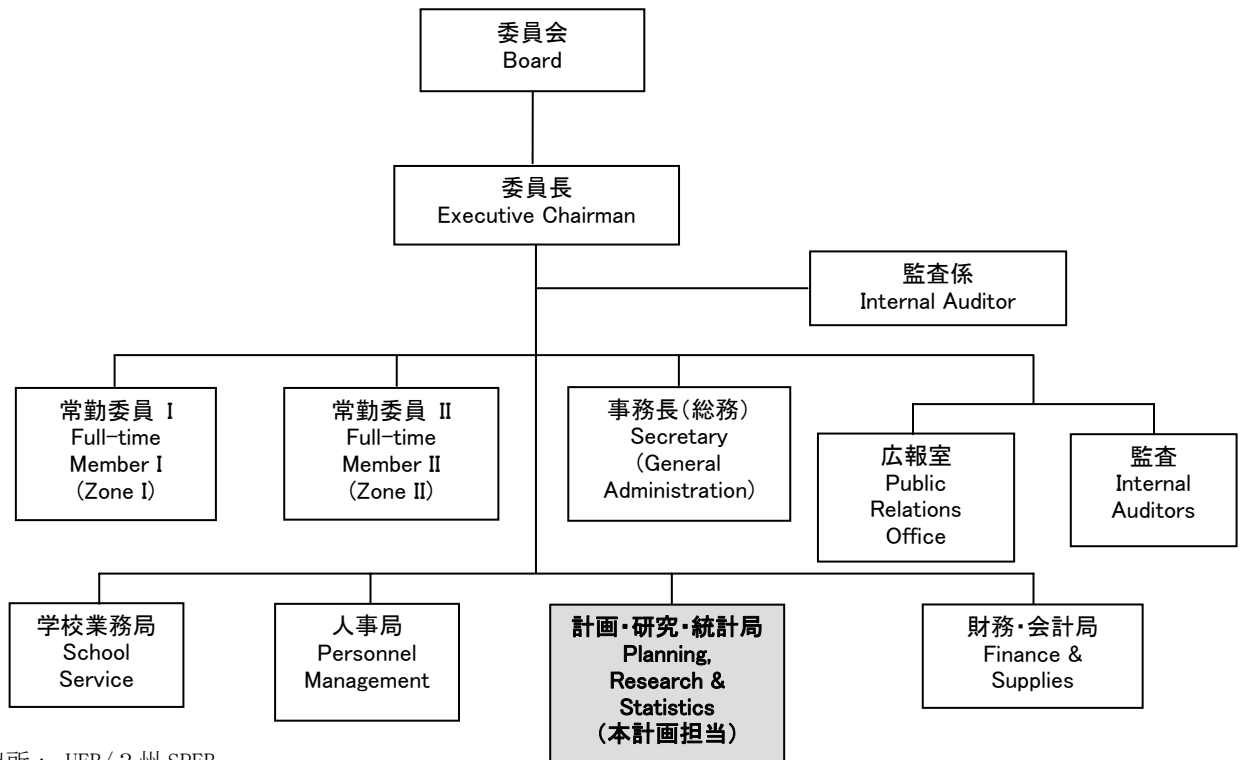 委員会
Board
委員長
Executive Chairman
監査係
Internal Auditor
常勤委員 I
Full-time
Member I
(Zone I)
常勤委員 II
Full-time
Member II
(Zone II)
事務長(総務)
Secretary
(General
Administration)
広報室
Public
Relations
Office
監査
Internal
Auditors
学校業務局
School
Service
人事局
Personnel
Management
計画・研究・統計局
Planning,
Research &
Statistics
(本計画担当)
財務・会計局
Finance &
Supplies